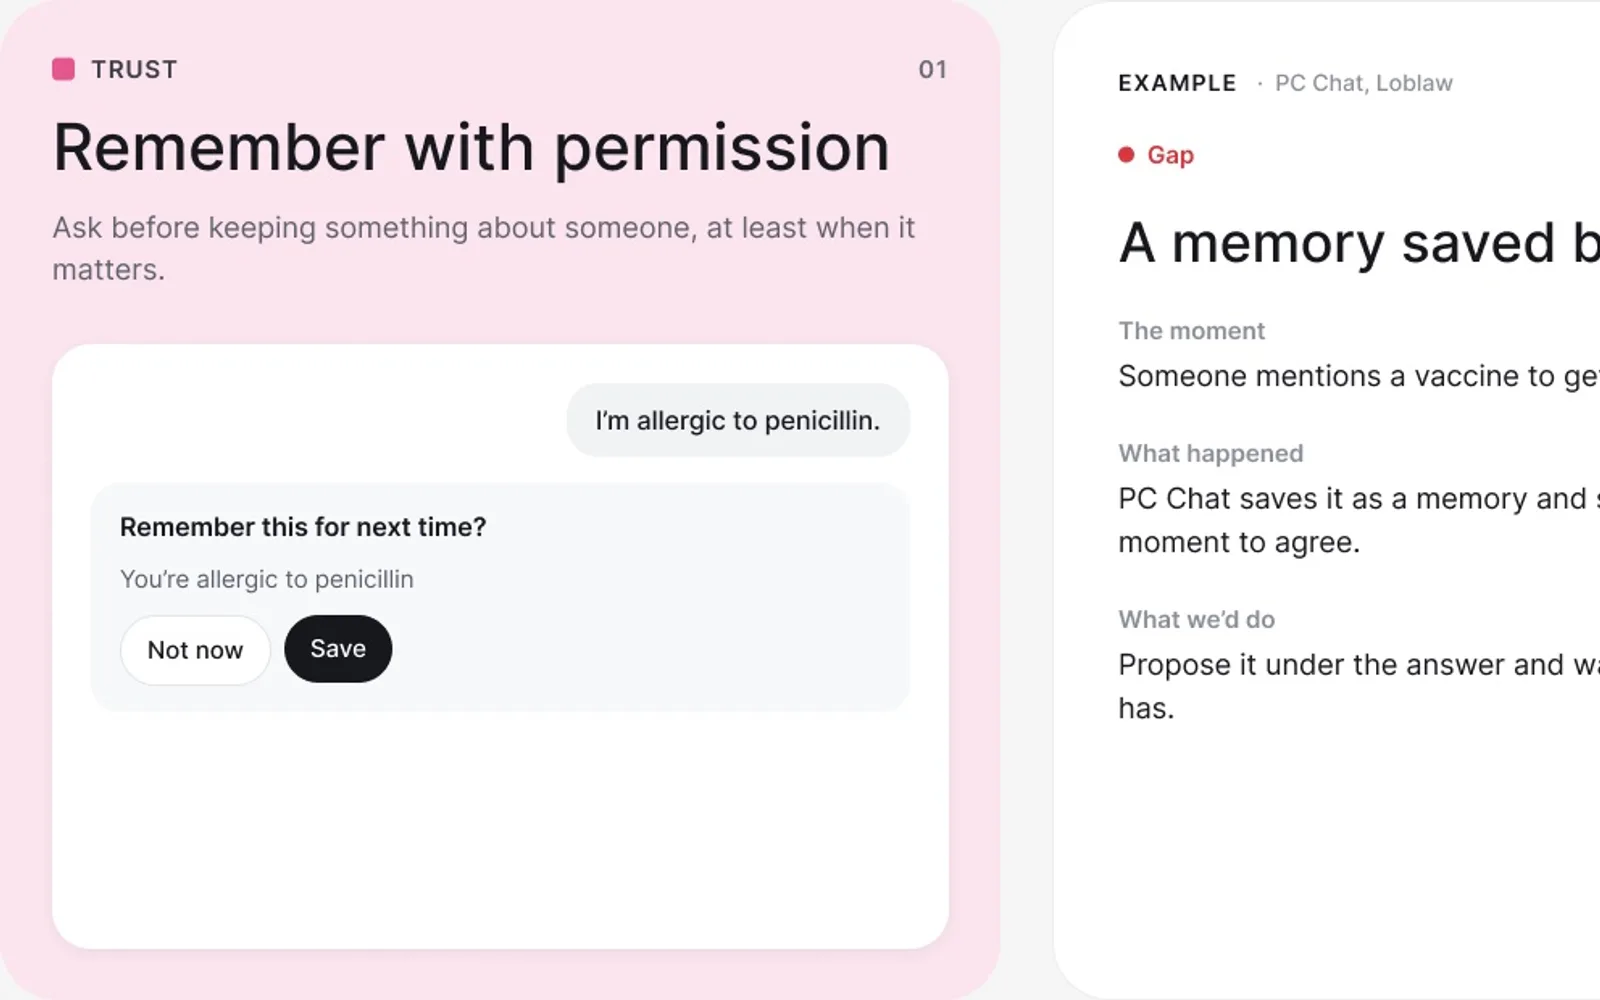 TRUST
01
Remember with permission
Ask before keeping something about someone, at least when it
matters.
I’m allergic to penicillin.
Remember this for next time?
You’re allergic to penicillin
Not now
Save
EXAMPLE · PC Chat, Loblaw
Gap
A memory saved
The moment
Someone mentions a vaccine to
What happened
PC Chat saves it as a memory and
moment to agree.
What we’d do
Propose it under the answer and
has.